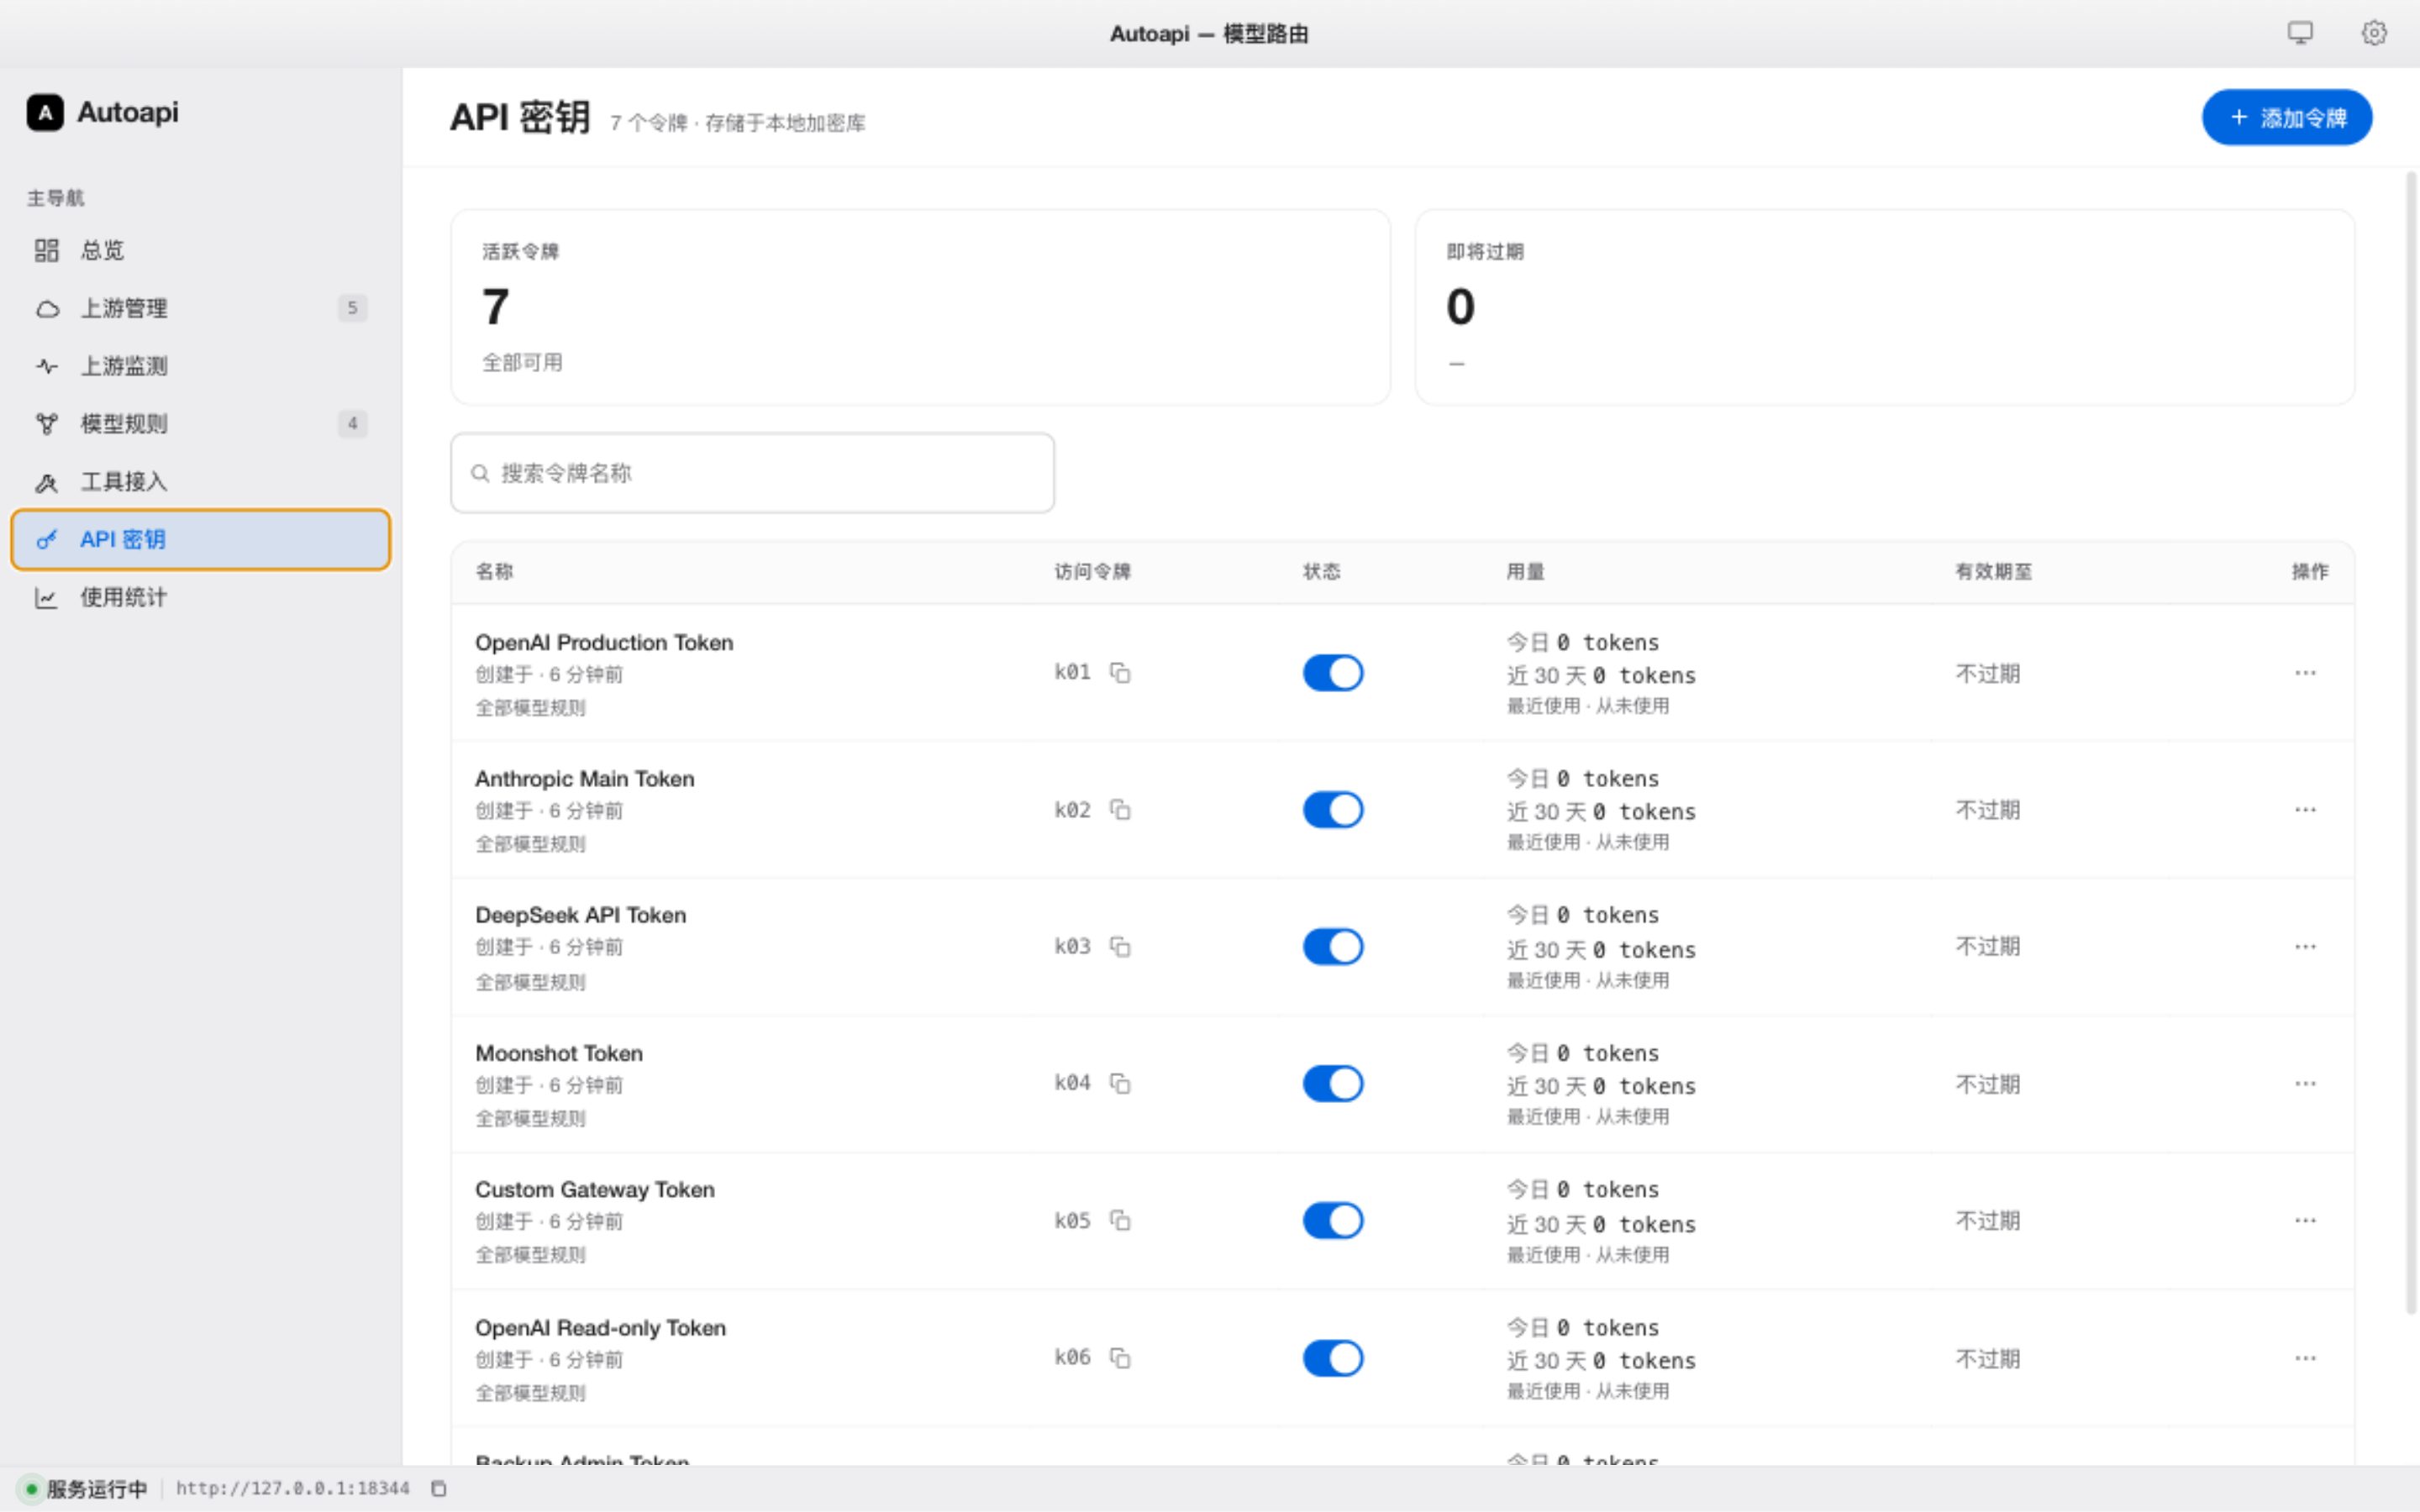 Autoapi — 模型路由
A Autoapi
主导航
总览
上游管理 5
上游监测
模型规则 4
工具接入
API 密钥
使用统计
API 密钥 7 个令牌 · 存储于本地加密库
+ 添加令牌
活跃令牌
7
全部可用
即将过期
0
—
搜索令牌名称
名称 访问令牌 状态 用量 有效期至 操作
OpenAI Production Token
创建于 · 6 分钟前
全部模型规则
k01
今日 0 tokens
近 30 天 0 tokens
最近使用 · 从未使用
不过期
Anthropic Main Token
创建于 · 6 分钟前
全部模型规则
k02
今日 0 tokens
近 30 天 0 tokens
最近使用 · 从未使用
不过期
DeepSeek API Token
创建于 · 6 分钟前
全部模型规则
k03
今日 0 tokens
近 30 天 0 tokens
最近使用 · 从未使用
不过期
Moonshot Token
创建于 · 6 分钟前
全部模型规则
k04
今日 0 tokens
近 30 天 0 tokens
最近使用 · 从未使用
不过期
Custom Gateway Token
创建于 · 6 分钟前
全部模型规则
k05
今日 0 tokens
近 30 天 0 tokens
最近使用 · 从未使用
不过期
OpenAI Read-only Token
创建于 · 6 分钟前
全部模型规则
k06
今日 0 tokens
近 30 天 0 tokens
最近使用 · 从未使用
不过期
Backup Admin Token
今日 0 tokens
服务运行中 http://127.0.0.1:18344